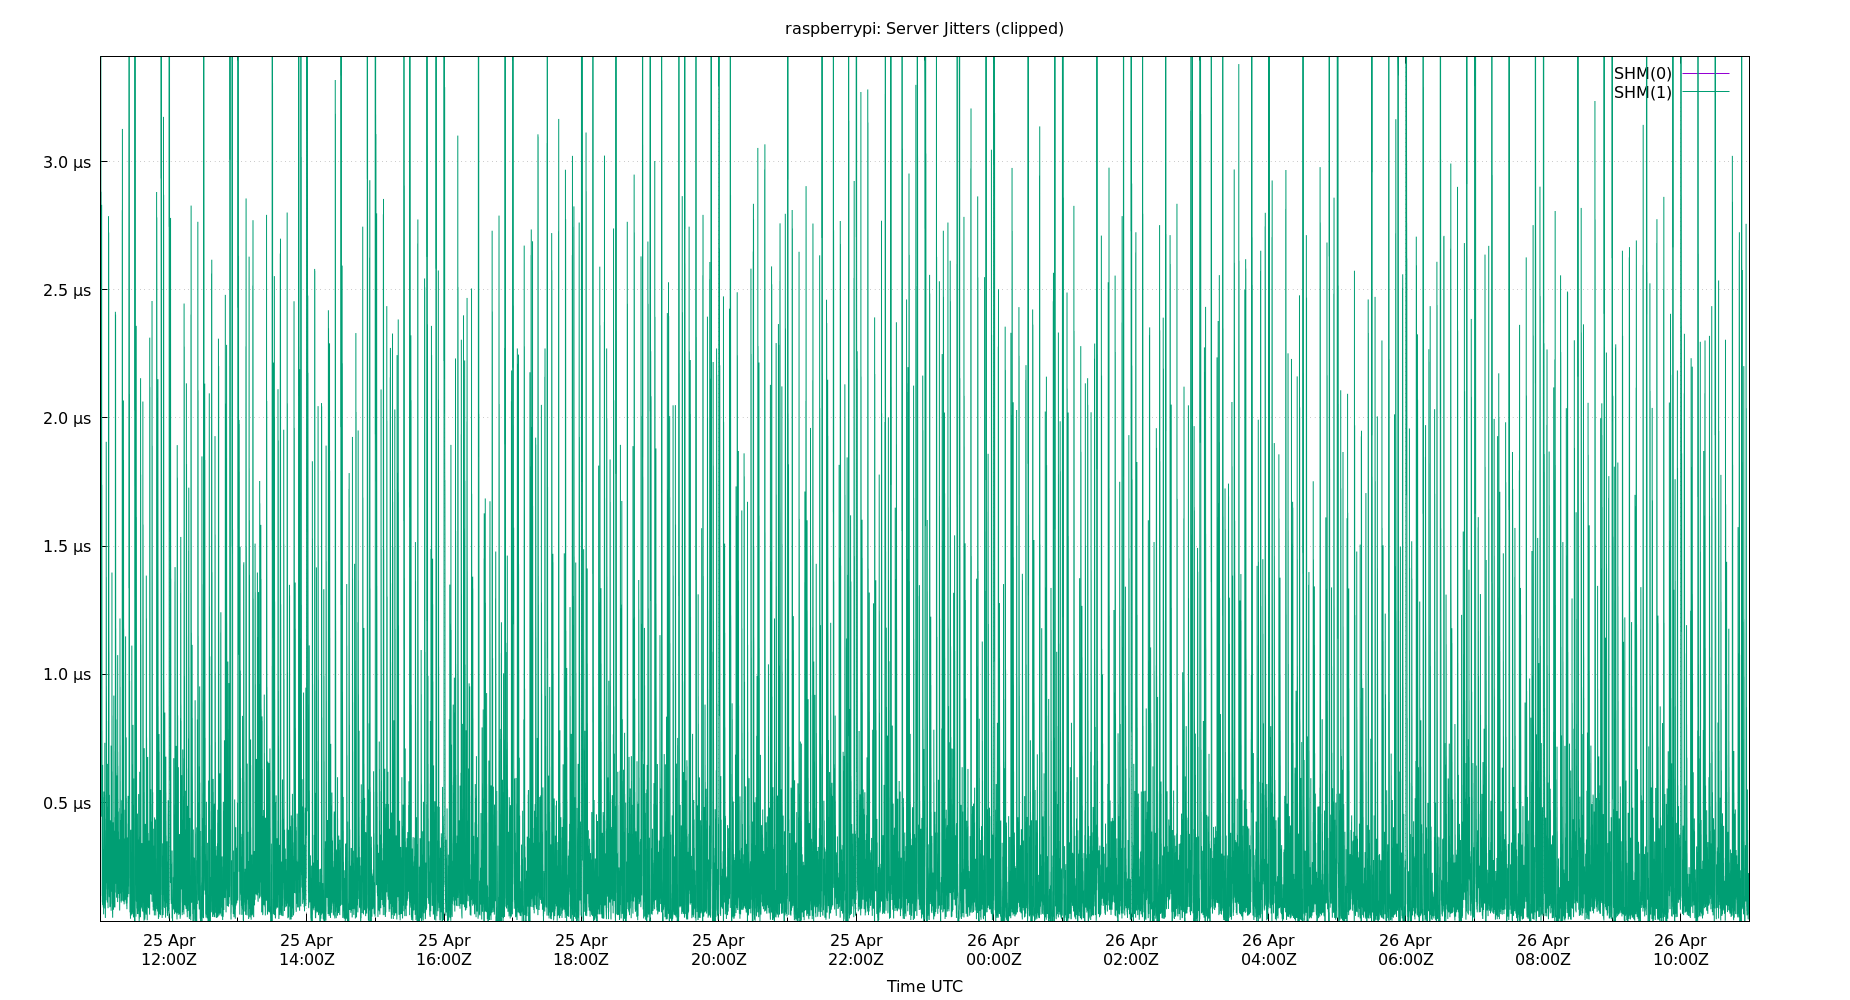 raspberrypi: Server Jitters (clipped)
SHM(0)
SHM(1)
3.0 µs
2.5 µs
2.0 µs
1.5 µs
1.0 µs
0.5 µs
25 Apr 25 Apr 25 Apr 25 Apr 25 Apr 25 Apr 26 Apr 26 Apr 26 Apr 26 Apr 26 Apr 26 Apr
12:00Z 14:00Z 16:00Z 18:00Z 20:00Z 22:00Z 00:00Z 02:00Z 04:00Z 06:00Z 08:00Z 10:00Z
Time UTC